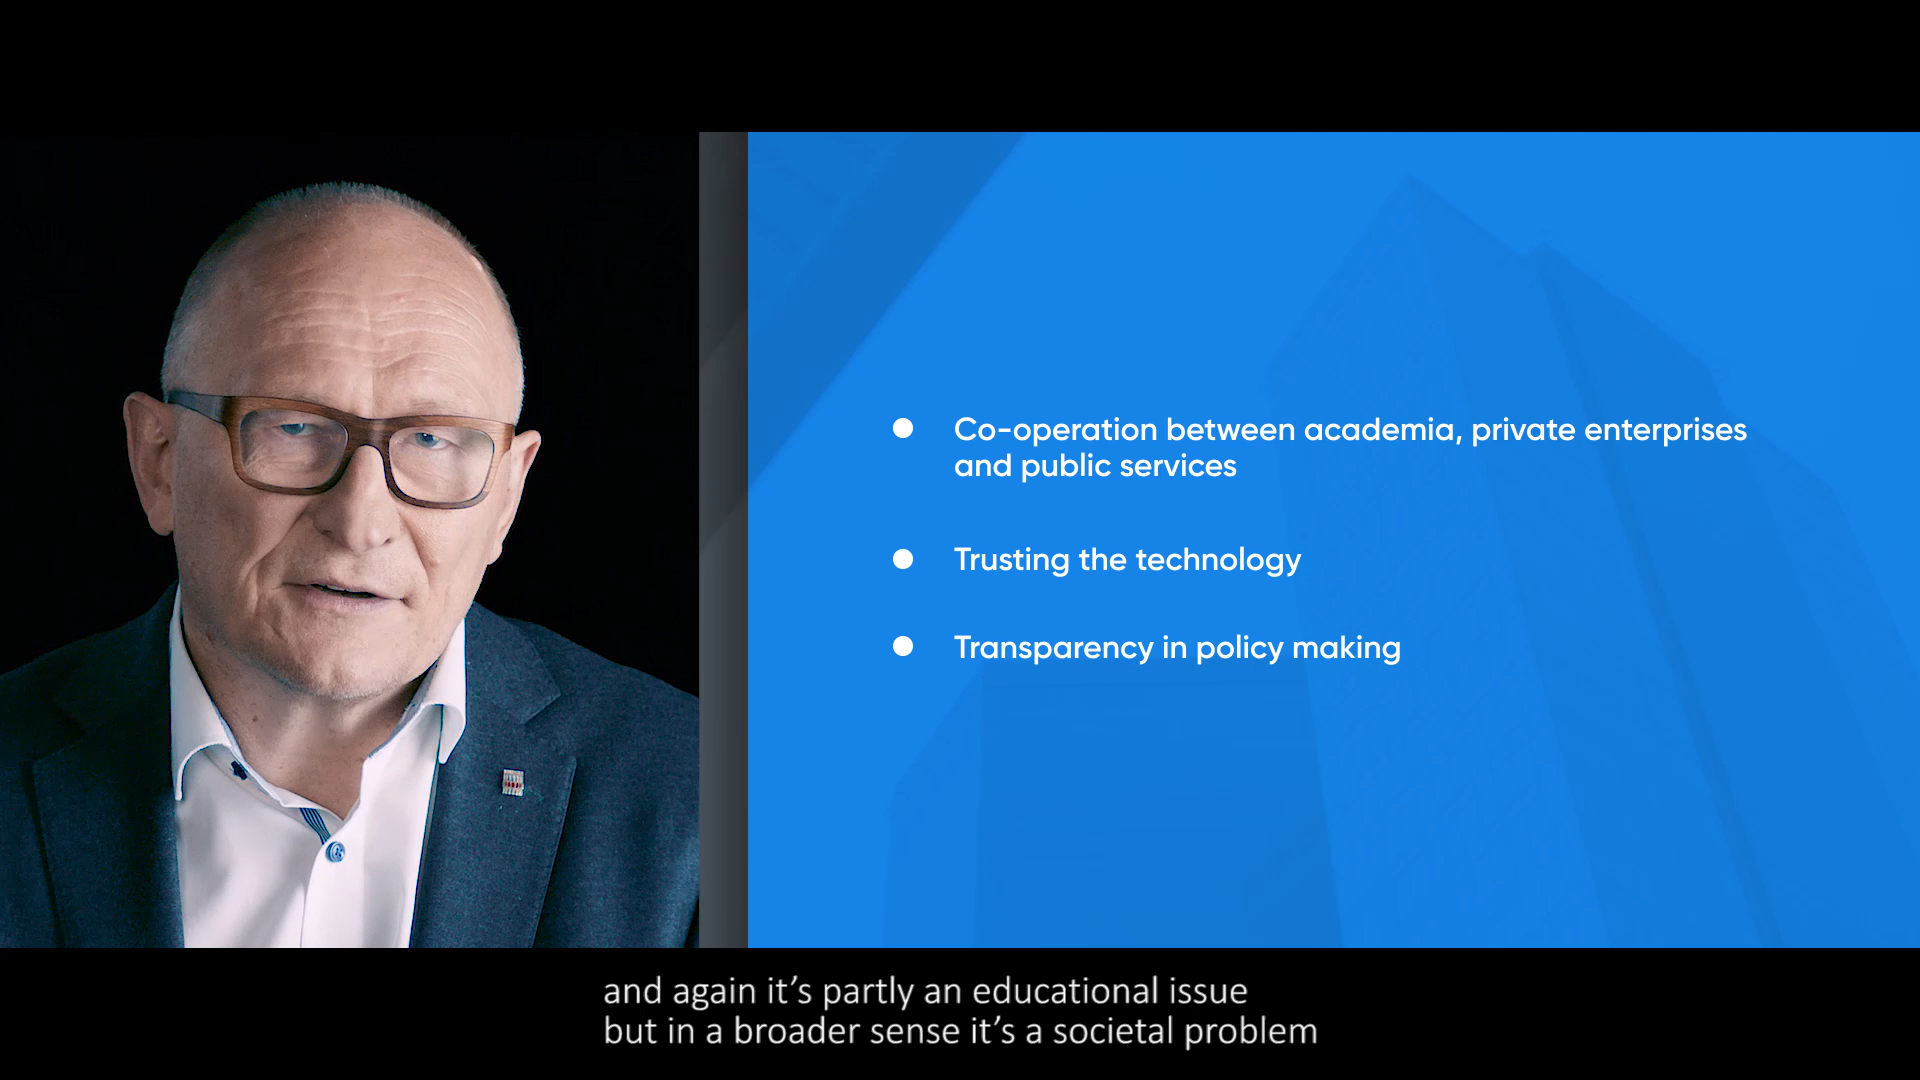 Co-operation between academia, private enterprises
and public services
Trusting the technology
Transparency in policy making
and again it’s partly an educational issue
but in a broader sense it’s a societal problem